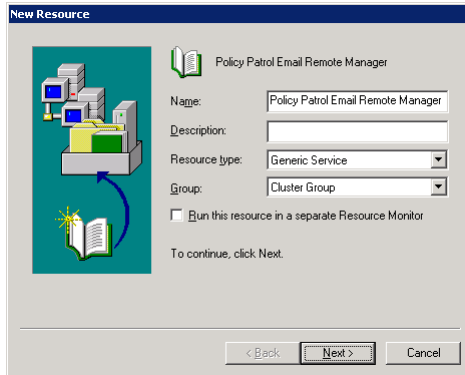 New Resource
Policy Patrol Email Remote Manager
Name:
Policy Patrol Email Remote Manager
Description:
Resource type:
Generic Service
Group:
Cluster Group
Run this resource in a separate Resource Monitor
To continue, click Next.
< Back
Next >
Cancel